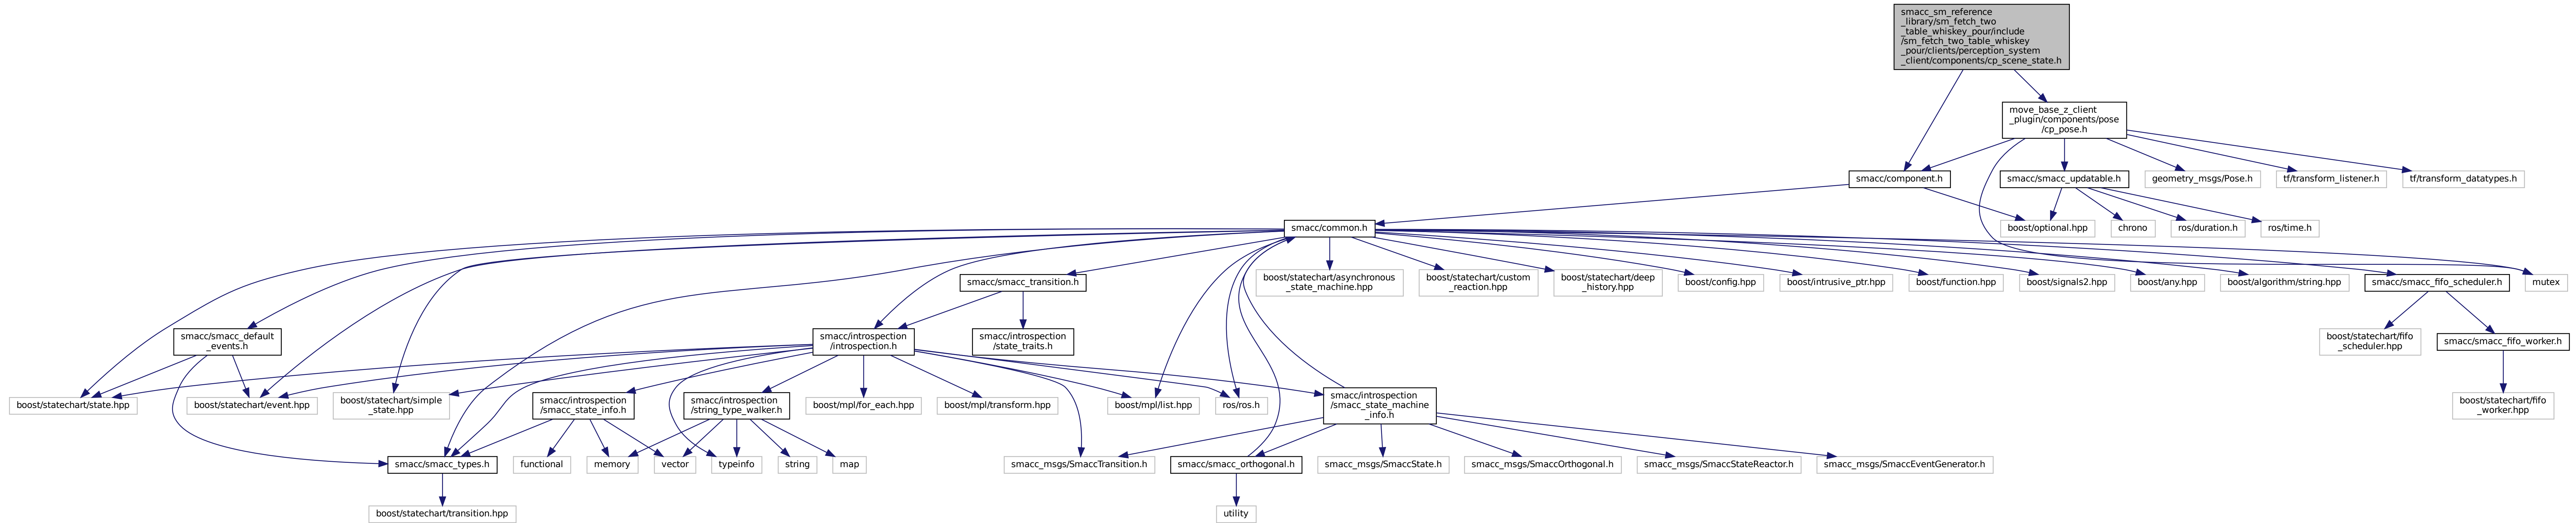 smacc_sm_reference
_library/sm_fetch_two
_table_whiskey_pour/include
/sm_fetch_two_table_whiskey
_pour/clients/perception_system
_client/components/cp_scene_state.h
move_base_z_client
_plugin/components/pose
/cp_pose.h
smacc/component.h
smacc/smacc_updatable.h
geometry_msgs/Pose.h
tf/transform_listener.h
tf/transform_datatypes.h
smacc/common.h
boost/optional.hpp
chrono
ros/duration.h
ros/time.h
smacc/smacc_transition.h
boost/statechart/asynchronous
_state_machine.hpp
boost/statechart/custom
_reaction.hpp
boost/statechart/deep
_history.hpp
boost/config.hpp
boost/intrusive_ptr.hpp
boost/function.hpp
boost/signals2.hpp
boost/any.hpp
boost/algorithm/string.hpp
smacc/smacc_fifo_scheduler.h
mutex
smacc/smacc_default
_events.h
smacc/introspection
/introspection.h
smacc/introspection
/state_traits.h
boost/statechart/fifo
_scheduler.hpp
smacc/smacc_fifo_worker.h
boost/statechart/state.hpp
boost/statechart/event.hpp
boost/statechart/simple
_state.hpp
smacc/introspection
/smacc_state_info.h
smacc/introspection
/string_type_walker.h
boost/mpl/for_each.hpp
boost/mpl/transform.hpp
boost/mpl/list.hpp
ros/ros.h
smacc/introspection
/smacc_state_machine
_info.h
boost/statechart/fifo
_worker.hpp
smacc/smacc_types.h
functional
memory
vector
typeinfo
string
map
smacc_msgs/SmaccTransition.h
smacc/smacc_orthogonal.h
smacc_msgs/SmaccState.h
smacc_msgs/SmaccOrthogonal.h
smacc_msgs/SmaccStateReactor.h
smacc_msgs/SmaccEventGenerator.h
boost/statechart/transition.hpp
utility